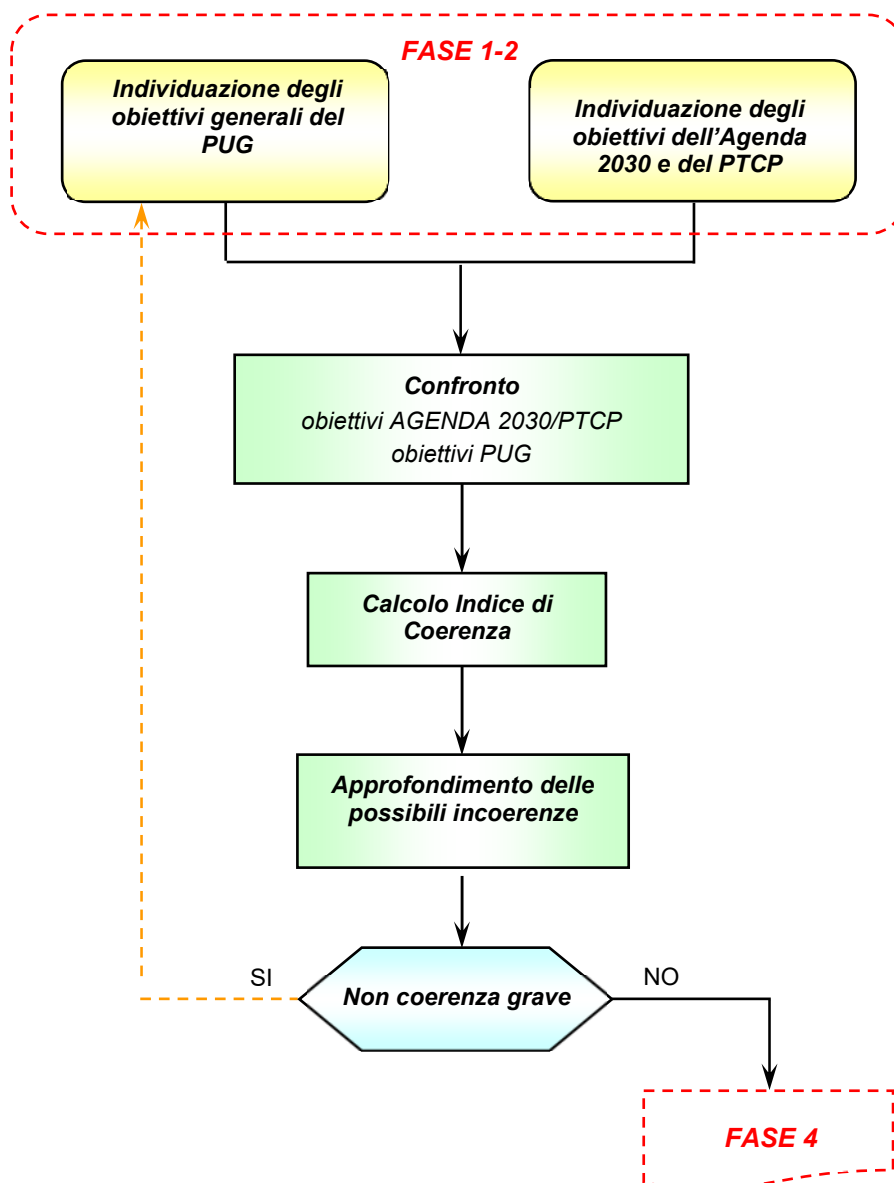 FASE 1-2
Individuazione degli
obiettivi generali del
PUG
Individuazione degli
obiettivi dell’Agenda
2030 e del PTCP
Confronto
obiettivi AGENDA 2030/PTCP
obiettivi PUG
Calcolo Indice di
Coerenza
Approfondimento delle
possibili incoerenze
SI
Non coerenza grave
NO
FASE 4